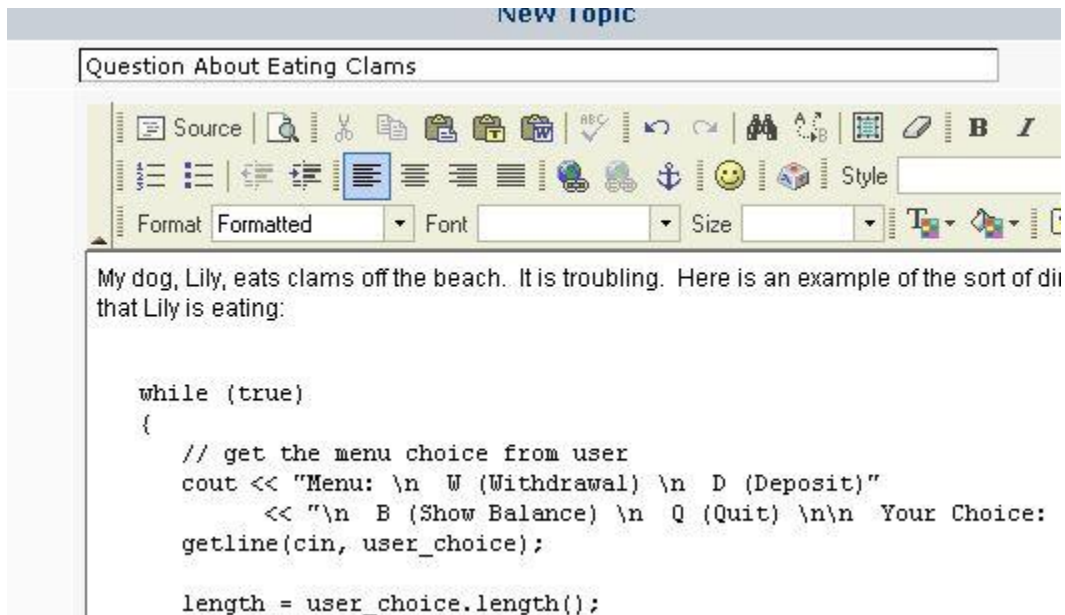 New Topic
Question About Eating Clams
Source ABC B I
Style
Format Formatted Font Size
My dog, Lily, eats clams off the beach.  It is troubling.  Here is an example of the sort of
that Lily is eating:
while (true)
{
// get the menu choice from user
cout << "Menu: \n  W (Withdrawal) \n  D (Deposit)"
<< "\n  B (Show Balance) \n  Q (Quit) \n\n  Your Choice:
getline(cin, user_choice);
length = user_choice.length();